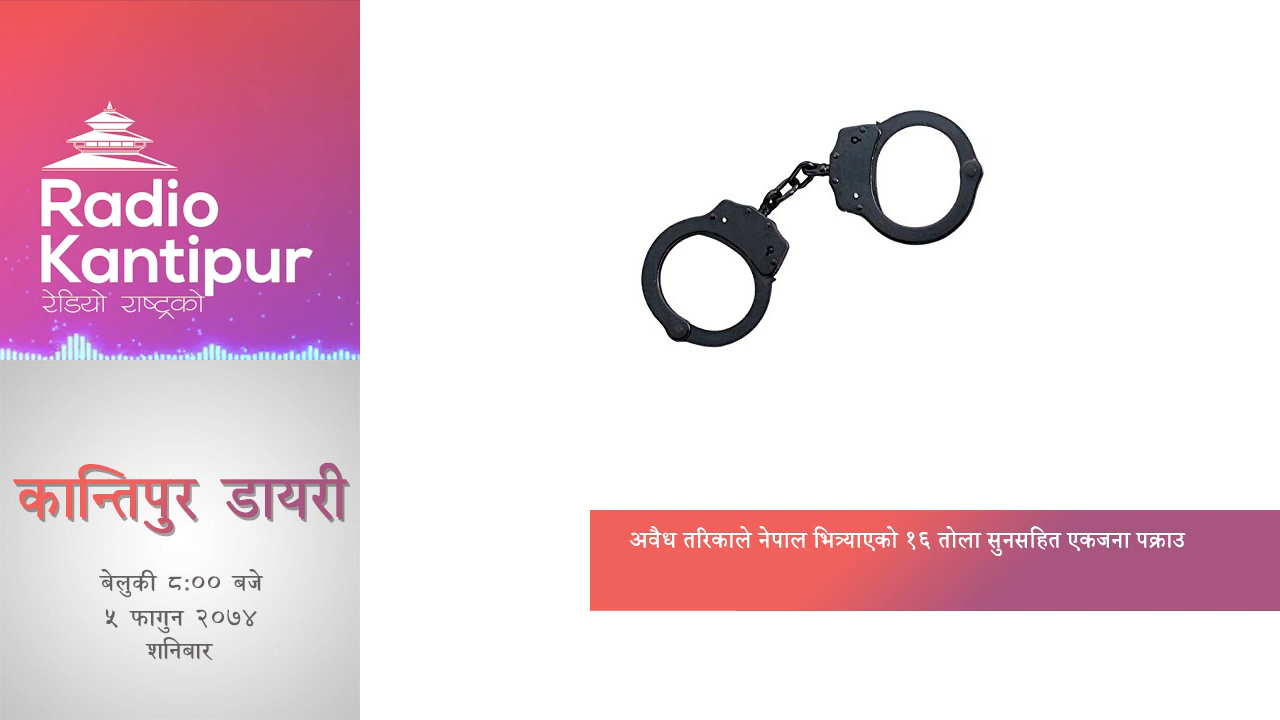 Radio
Kantipur
रेडियो राष्ट्रको
कान्तिपुर डायरी
बेलुकी ८:०० बजे
५ फागुन २०७४
शनिबार
अवैध तरिकाले नेपाल भित्र्याएको १६ तोला सुनसहित एकजना पक्राउ